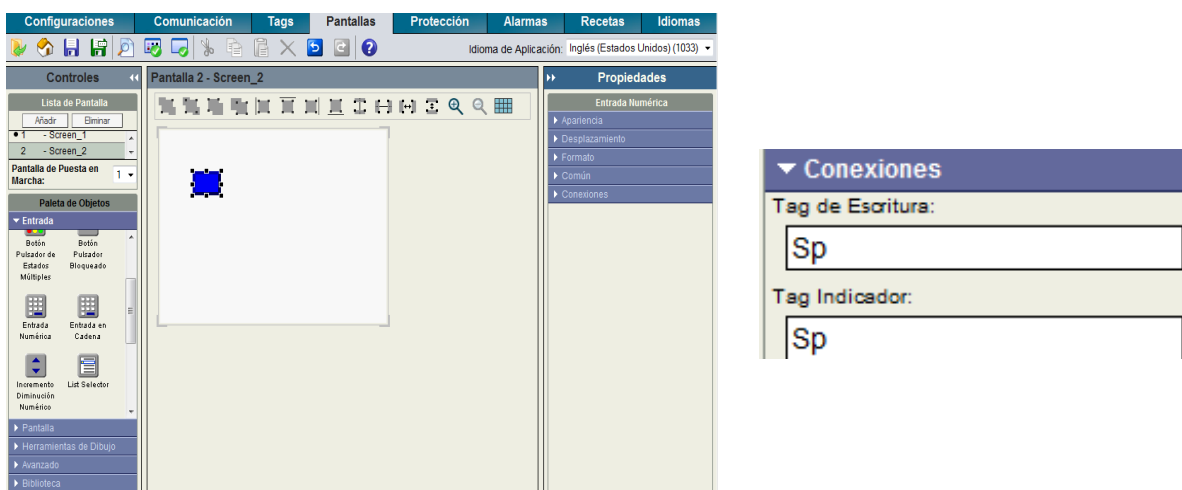 Configuraciones Comunicación Tags Pantallas Protección Alarmas Recetas Idiomas
Idioma de Aplicación: Inglés (Estados Unidos) (1033)
Controles
Lista de Pantalla
Añadir Eliminar
1 - Screen_1
2 - Screen_2
Pantalla de Puesta en
Marcha: 1
Paleta de Objetos
Entrada
Botón Botón
Pulsador de Pulsador
Estados Bloqueado
Múltiples
Entrada Entrada en
Numérica Cadena
Incremento List Selector
Diminución
Numérico
Pantalla
Herramientas de Dibujo
Avanzado
Biblioteca
Pantalla 2 - Screen_2
Propiedades
Entrada Numérica
Apariencia
Desplazamiento
Formato
Común
Conexiones
Conexiones
Tag de Escritura:
Sp
Tag Indicador:
Sp